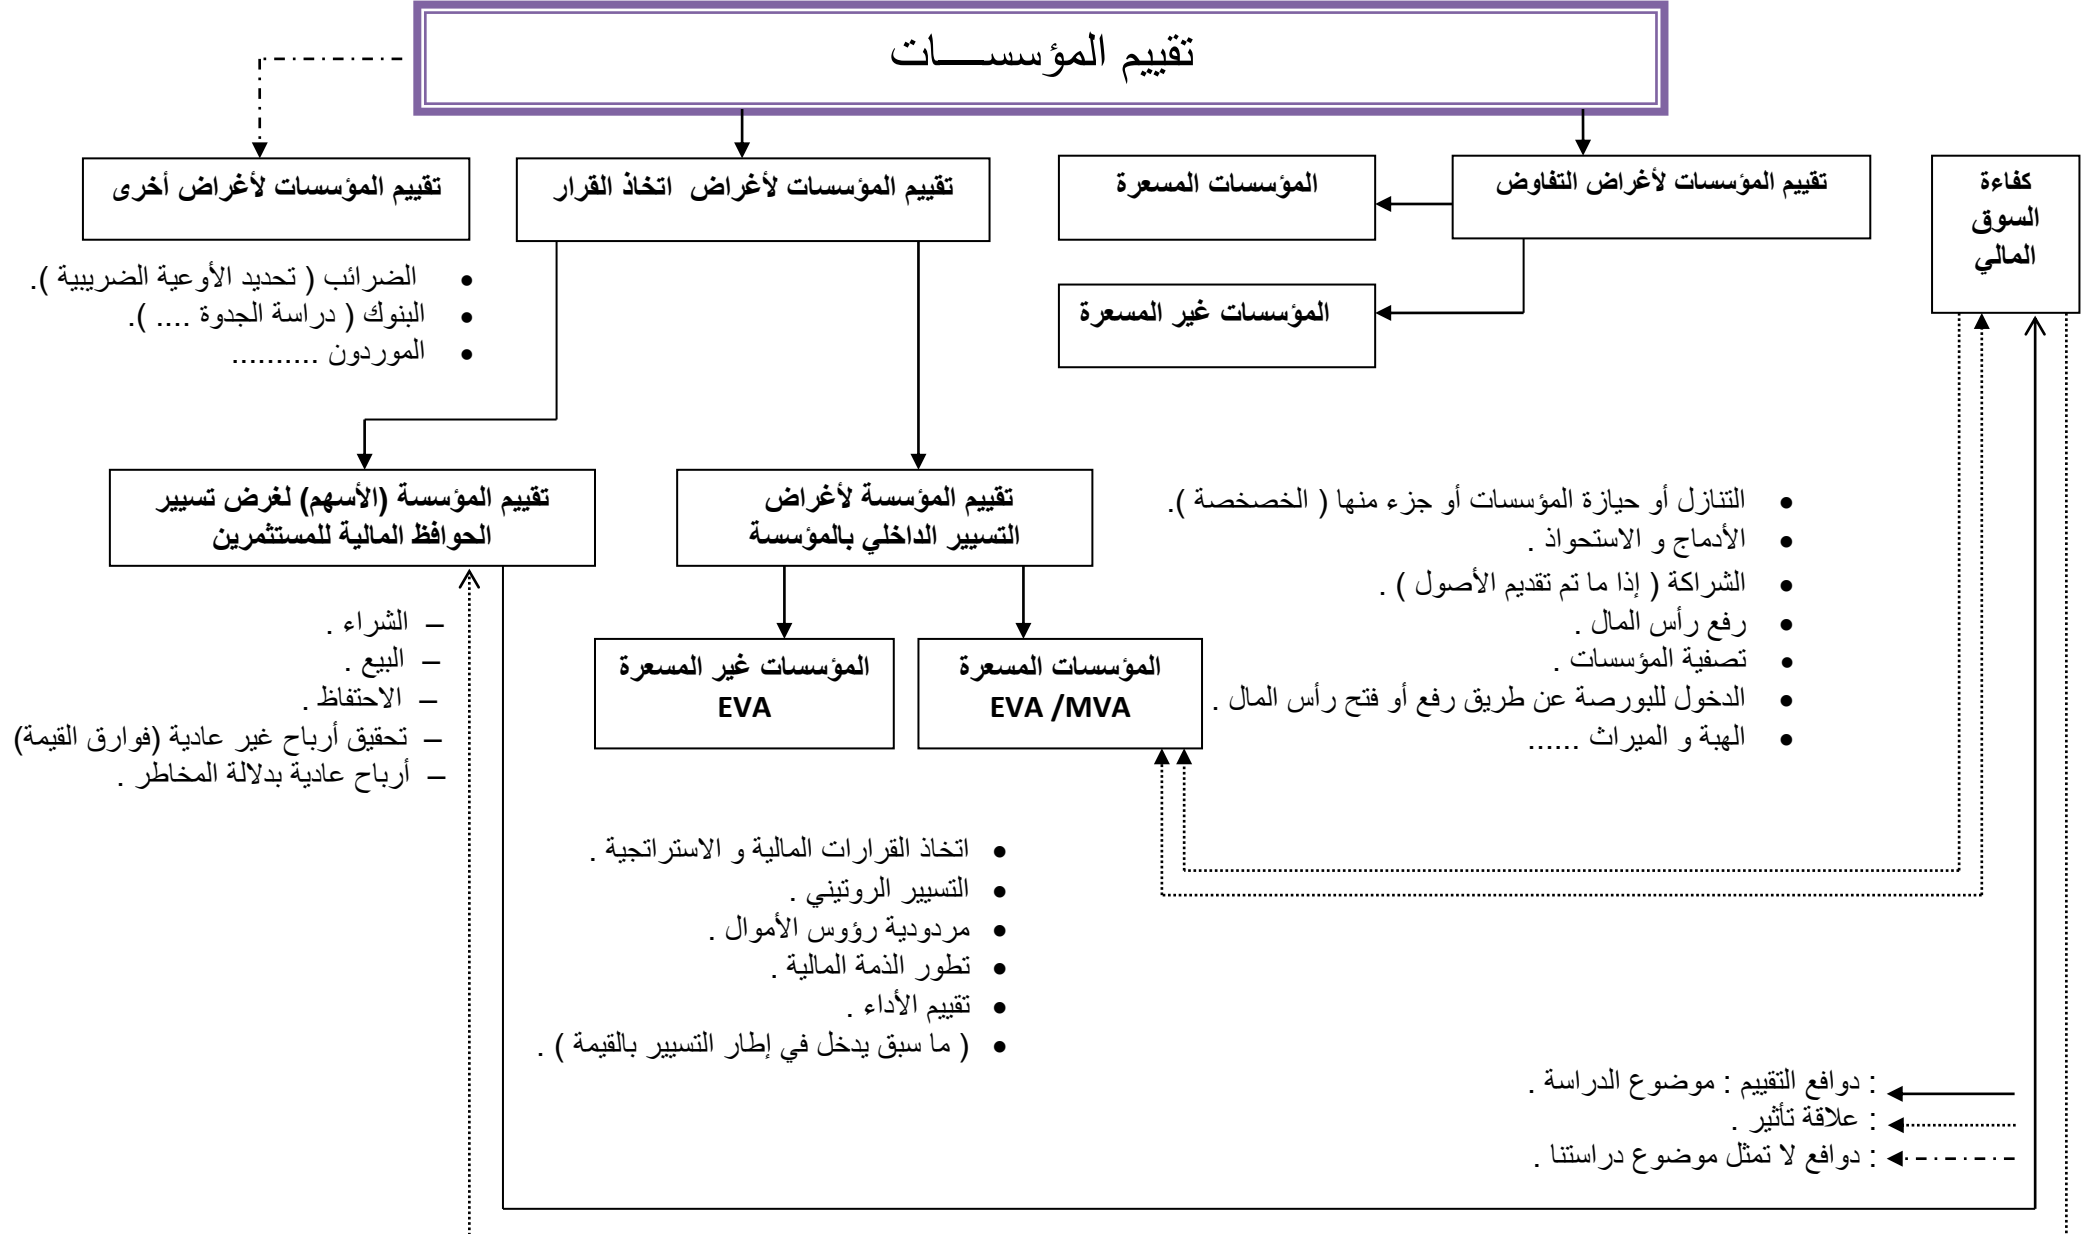 تقييم المؤسســـــات
كفاءة
السوق
المالي
تقييم المؤسسات لأغراض التفاوض
المؤسسات المسعرة
تقييم المؤسسات لأغراض اتخاذ القرار
تقييم المؤسسات لأغراض أخرى
المؤسسات غير المسعرة
• الضرائب ( تحديد الأوعية الضريبية ).
• البنوك ( دراسة الجدوة .... ).
• الموردون ..........
• التنازل أو حيازة المؤسسات أو جزء منها ( الخصخصة ).
• الأدماج و الاستحواذ .
• الشراكة ( إذا ما تم تقديم الأصول ) .
• رفع رأس المال .
• تصفية المؤسسات .
• الدخول للبورصة عن طريق رفع أو فتح رأس المال .
• الهبة و الميراث ......
تقييم المؤسسة لأغراض
التسيير الداخلي بالمؤسسة
تقييم المؤسسة (الأسهم) لغرض تسيير
الحوافظ المالية للمستثمرين
المؤسسات المسعرة
EVA /MVA
المؤسسات غير المسعرة
EVA
– الشراء .
– البيع .
– الاحتفاظ .
– تحقيق أرباح غير عادية (فوارق القيمة)
– أرباح عادية بدلالة المخاطر .
• اتخاذ القرارات المالية و الاستراتجية .
• التسيير الروتيني .
• مردودية رؤوس الأموال .
• تطور الذمة المالية .
• تقييم الأداء .
• ( ما سبق يدخل في إطار التسيير بالقيمة ) .
: دوافع التقييم : موضوع الدراسة .
: علاقة تأثير .
: دوافع لا تمثل موضوع دراستنا .